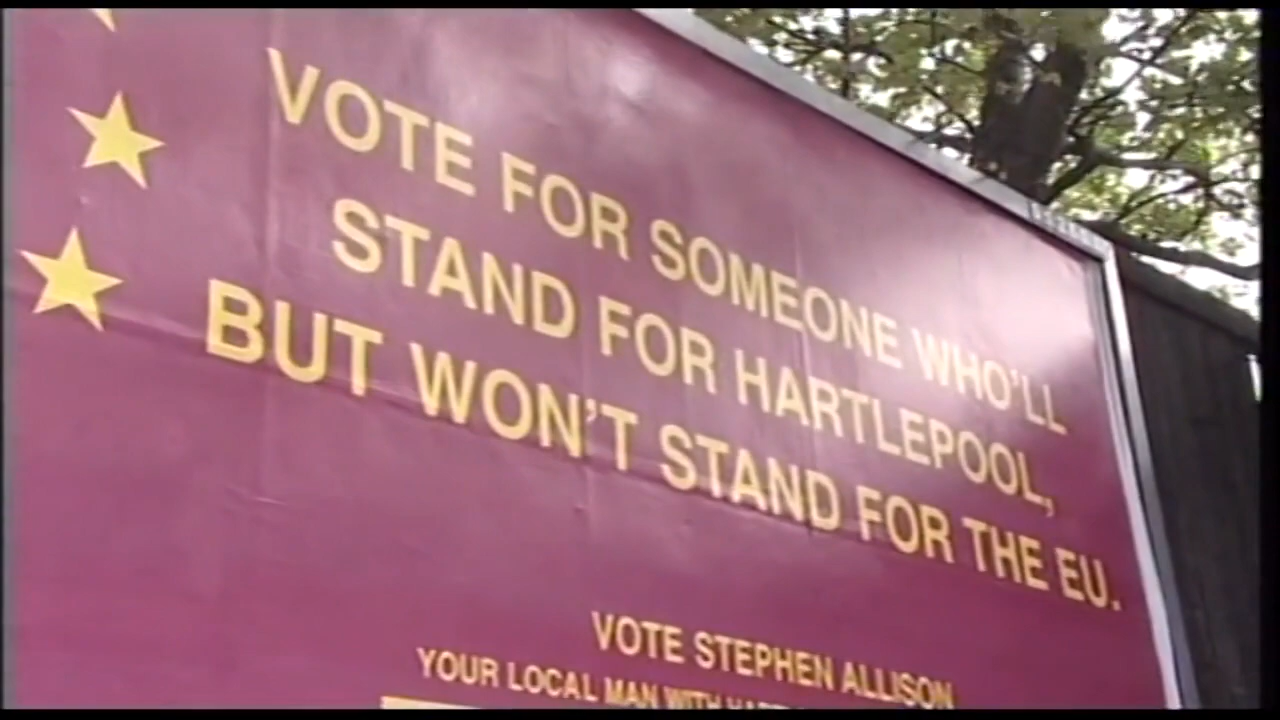 VOTE FOR SOMEONE WHO'LL
STAND FOR HARTLEPOOL,
BUT WON'T STAND FOR THE EU.
VOTE STEPHEN ALLISON
YOUR LOCAL MAN WITH